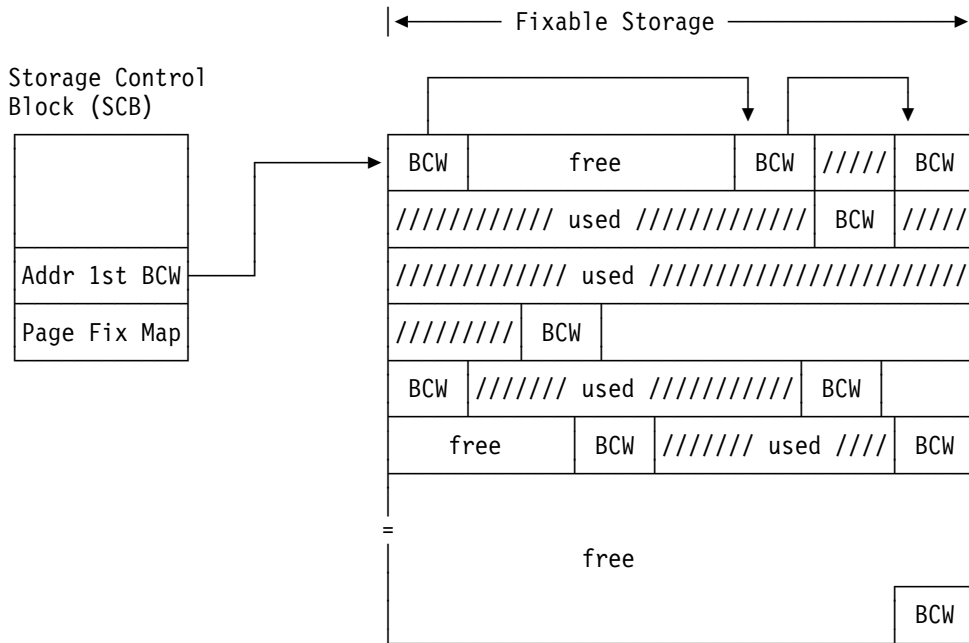 Fixable Storage
Storage Control
Block (SCB)
BCW free BCW ///// BCW
//////////// used ///////////// BCW /////
Addr 1st BCW //////////// used ////////////////////////
Page Fix Map ///////// BCW
BCW /////// used /////////// BCW
free BCW /////// used //// BCW
=
free
BCW